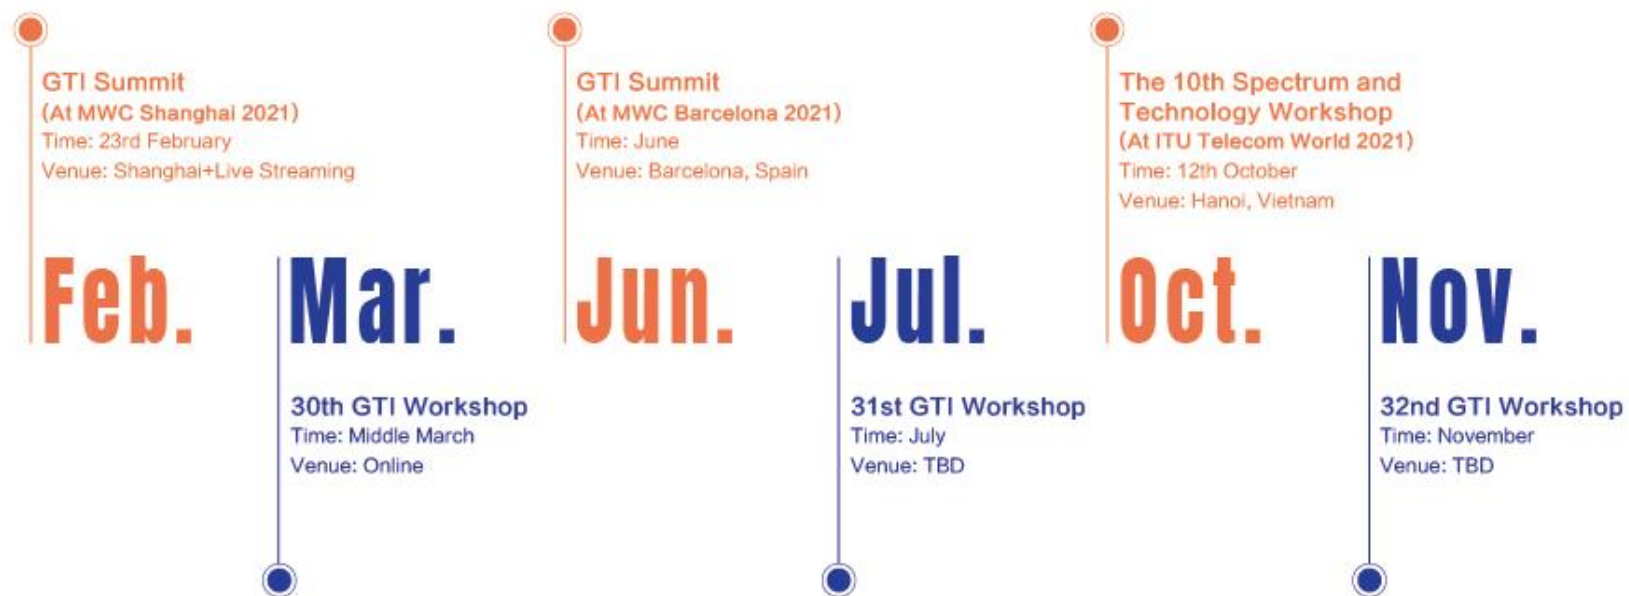 GTI Summit
(At MWC Shanghai 2021)
Time: 23rd February
Venue: Shanghai+Live Streaming
Feb.
Mar.
30th GTI Workshop
Time: Middle March
Venue: Online
GTI Summit
(At MWC Barcelona 2021)
Time: June
Venue: Barcelona, Spain
Jun.
Jul.
31st GTI Workshop
Time: July
Venue: TBD
The 10th Spectrum and
Technology Workshop
(At ITU Telecom World 2021)
Time: 12th October
Venue: Hanoi, Vietnam
Oct.
Nov.
32nd GTI Workshop
Time: November
Venue: TBD